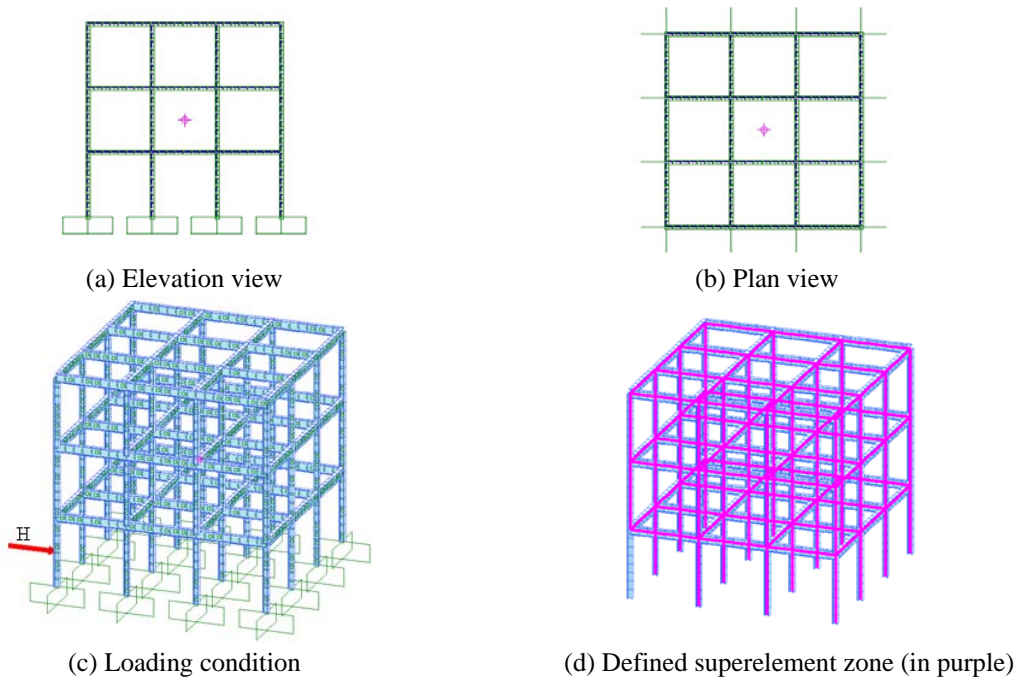 (a) Elevation view
(b) Plan view
H
(c) Loading condition
(d) Defined superelement zone (in purple)